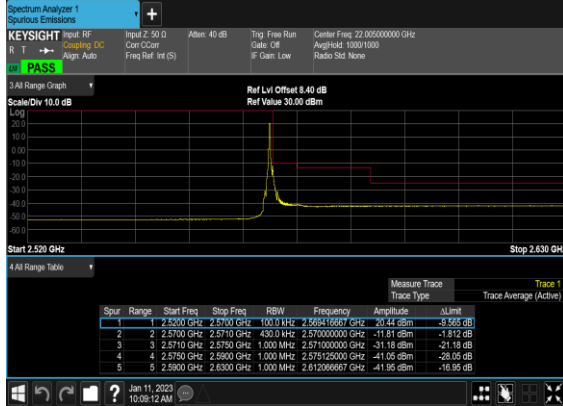 Spectrum Analyzer 1
Spurious Emissions
+
KEYSIGHT Input: RF Input Z: 50 Ω Atten: 40 dB Trig: Free Run Center Freq: 22.005000000 GHz
R T Coupling: DC Corr CCorr Gate: Off Avg|Hold: 1000/1000
Align: Auto Freq Ref: Int (S) IF Gain: Low Radio Std: None
PASS
3 All Range Graph
Ref Lvl Offset 8.40 dB
Scale/Div 10.0 dB Ref Value 30.00 dBm
Log
20.0
10.0
0.00
-10.0
-20.0
-30.0
-40.0
-50.0
-60.0
Start 2.520 GHz Stop 2.630 GH
4 All Range Table
Measure Trace Trace 1
Trace Type Trace Average (Active)
Spur Range Start Freq Stop Freq RBW Frequency Amplitude ΔLimit
1 1 2.5200 GHz 2.5700 GHz 100.0 kHz 2.569416667 GHz 20.44 dBm -9.565 dB
2 2 2.5700 GHz 2.5710 GHz 430.0 kHz 2.570000000 GHz -11.81 dBm -1.812 dB
3 3 2.5710 GHz 2.5750 GHz 1.000 MHz 2.571000000 GHz -31.18 dBm -21.18 dB
4 4 2.5750 GHz 2.5900 GHz 1.000 MHz 2.575125000 GHz -41.05 dBm -28.05 dB
5 5 2.5900 GHz 2.6300 GHz 1.000 MHz 2.612066667 GHz -41.95 dBm -16.95 dB
? Jan 11, 2023
10:09:12 AM